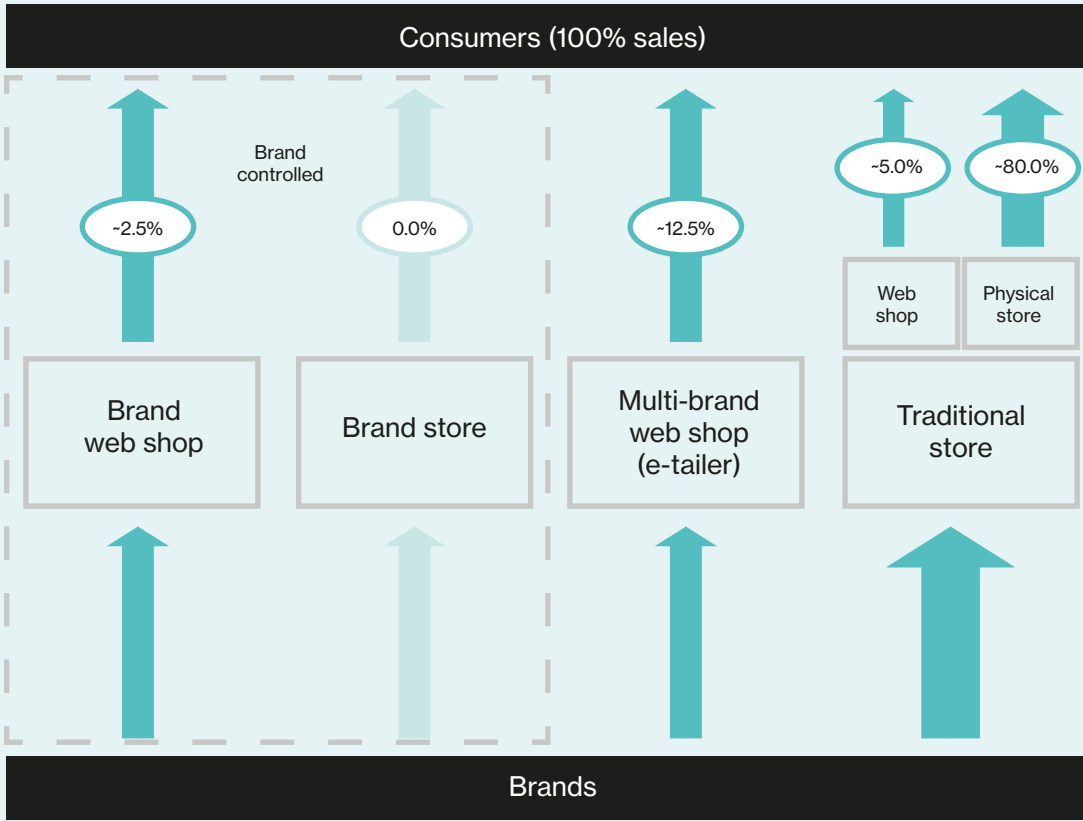 Consumers (100% sales)
Brand
controlled
~2.5%
0.0%
~12.5%
~5.0%
~80.0%
Web
shop
Physical
store
Brand
web shop
Brand store
Multi-brand
web shop
(e-tailer)
Traditional
store
Brands